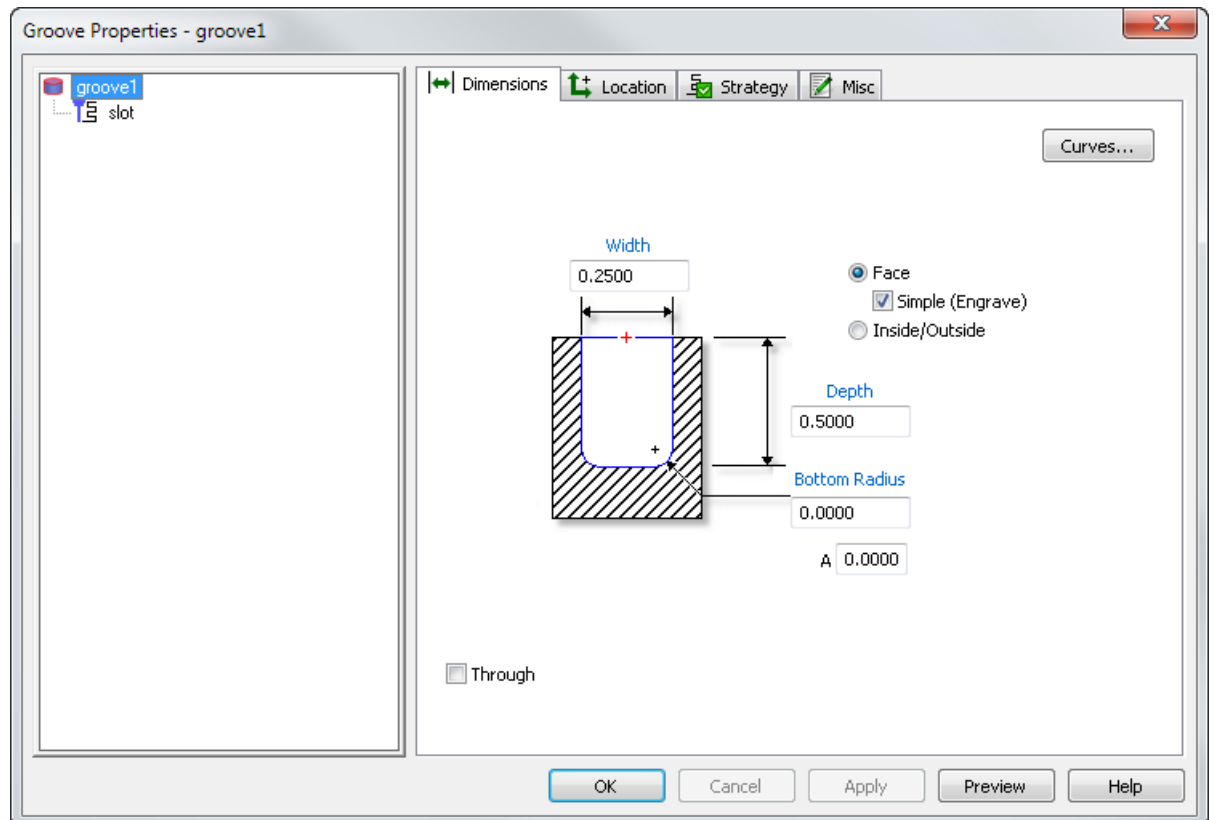 Groove Properties - groove1
groove1
slot
Dimensions Location Strategy Misc
Curves...
Width
0.2500
Face
Simple (Engrave)
Inside/Outside
Depth
0.5000
Bottom Radius
0.0000
A 0.0000
Through
OK Cancel Apply Preview Help